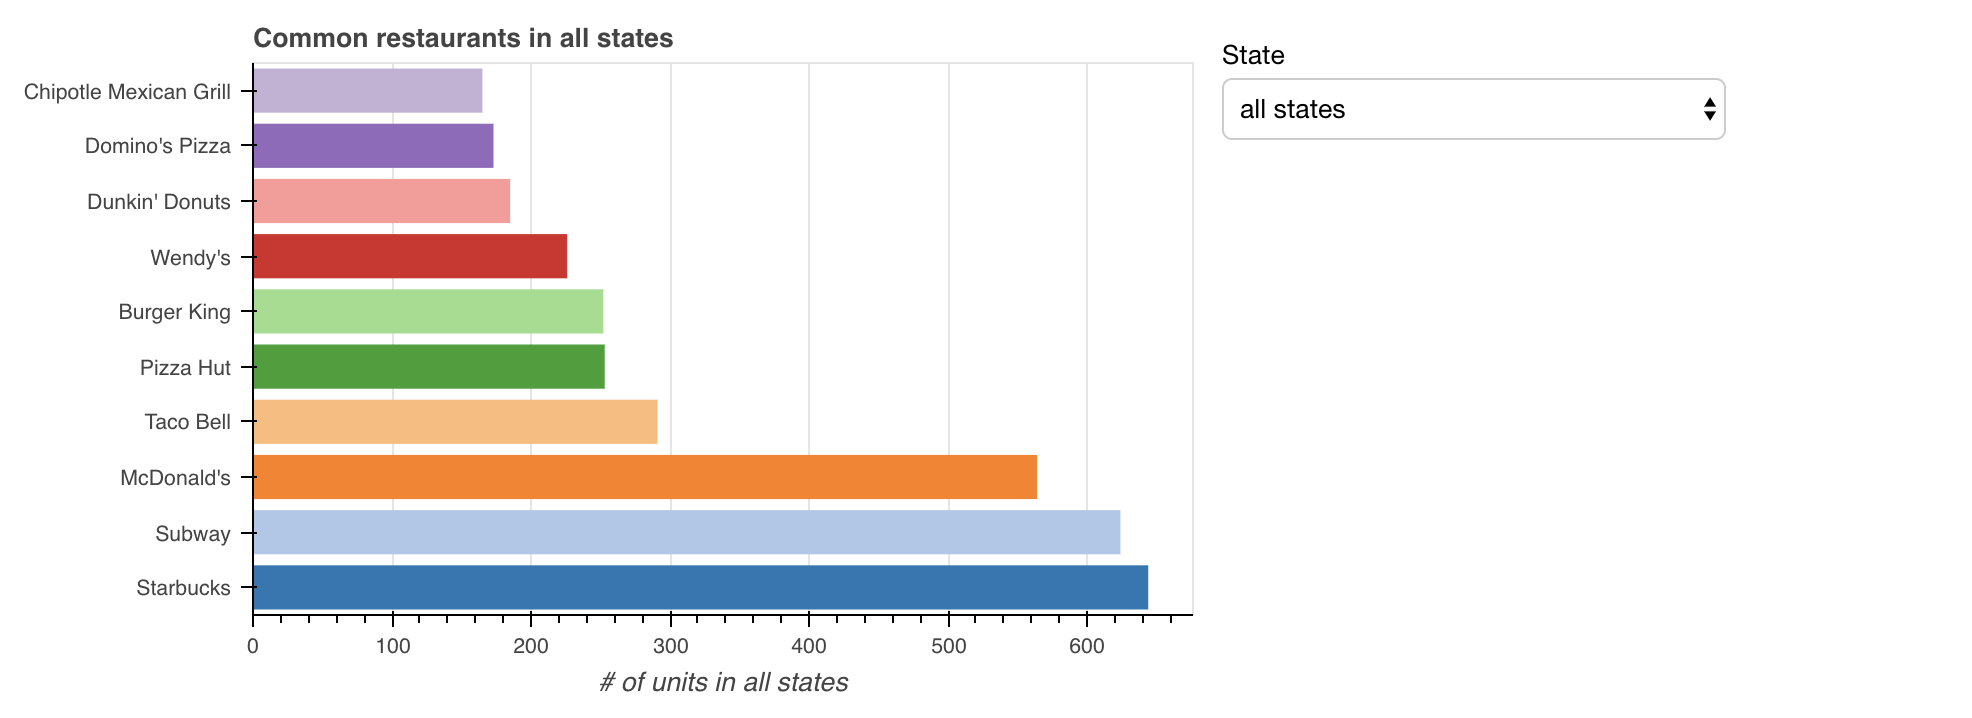 Common restaurants in all states
Chipotle Mexican Grill
Domino's Pizza
Dunkin' Donuts
Wendy's
Burger King
Pizza Hut
Taco Bell
McDonald's
Subway
Starbucks
0 100 200 300 400 500 600
# of units in all states
State
all states